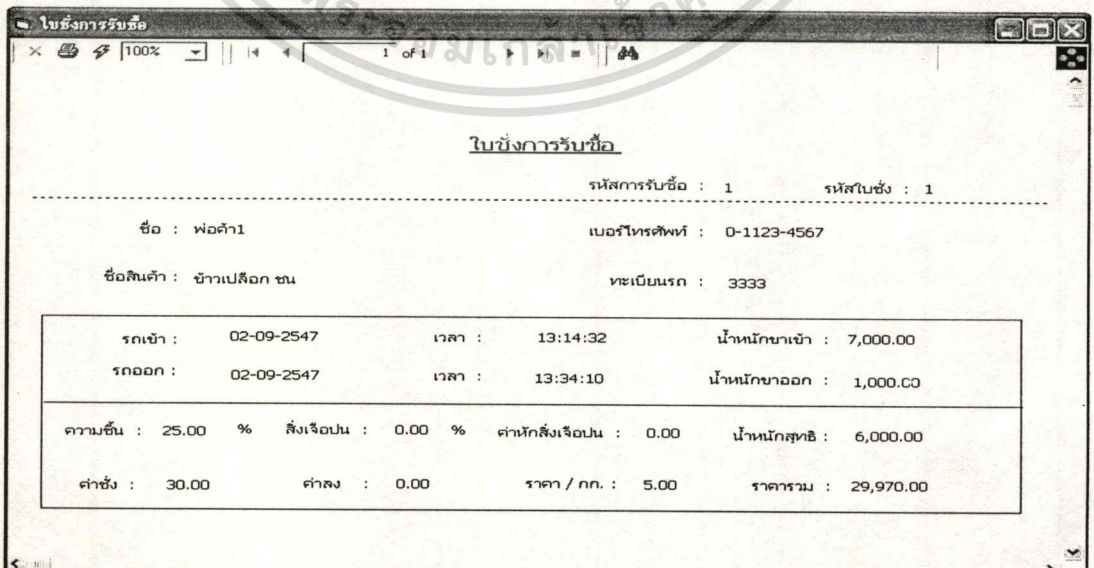 ใบชั่งการรับซื้อ
100%
1 of 1
ใบชั่งการรับซื้อ
รหัสการรับซื้อ : 1 รหัสใบชั่ง : 1
ชื่อ : พ่อค้า1 เบอร์โทรศัพท์ : 0-1123-4567
ชื่อสินค้า : ข้าวเปลือก ชน ทะเบียนรถ : 3333
รถเข้า : 02-09-2547 เวลา : 13:14:32 น้ำหนักขาเข้า : 7,000.00
รถออก : 02-09-2547 เวลา : 13:34:10 น้ำหนักขาออก : 1,000.00
ความชื้น : 25.00 % สิ่งเจือปน : 0.00 % ค่าหักสิ่งเจือปน : 0.00 น้ำหนักสุทธิ : 6,000.00
ค่าชั่ง : 30.00 ค่าลง : 0.00 ราคา / กก. : 5.00 ราคารวม : 29,970.00